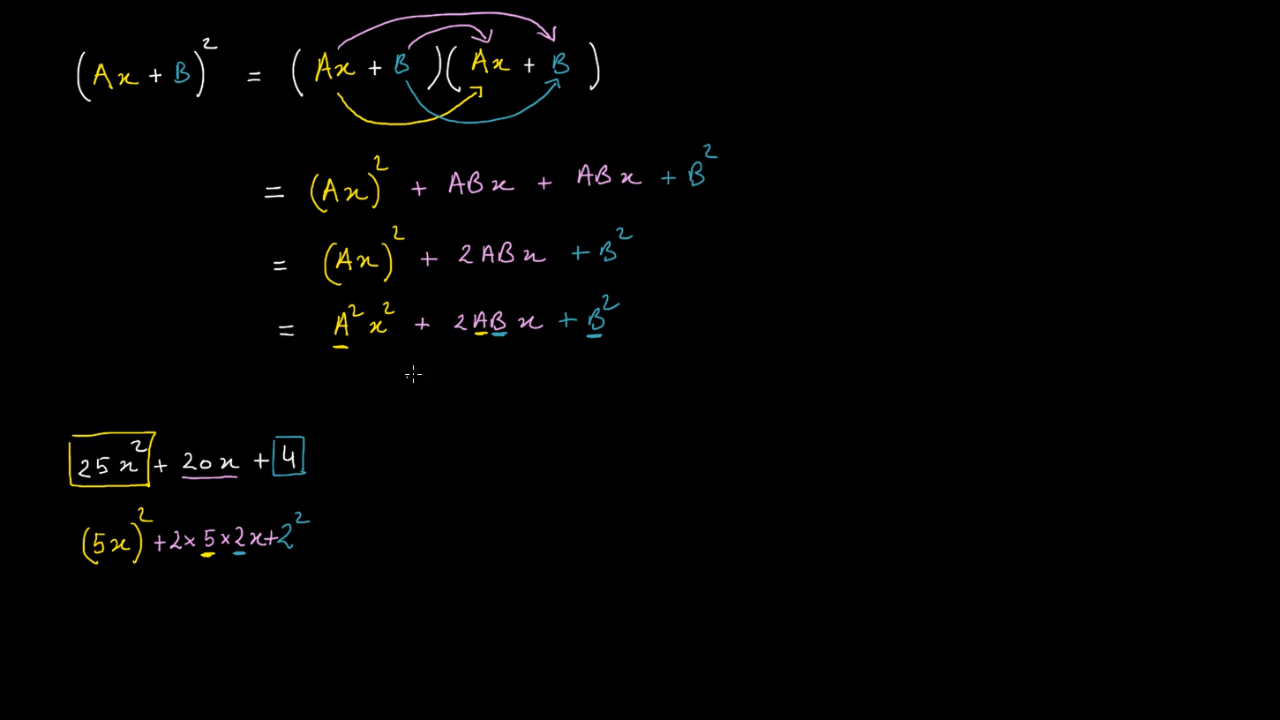 (Ax + B)² = (Ax + B)(Ax + B)
= (Ax)² + ABx + ABx + B²
= (Ax)² + 2ABx + B²
= A²x² + 2ABx + B²
25x² + 20x + 4
(5x)² + 2 × 5 × 2x + 2²